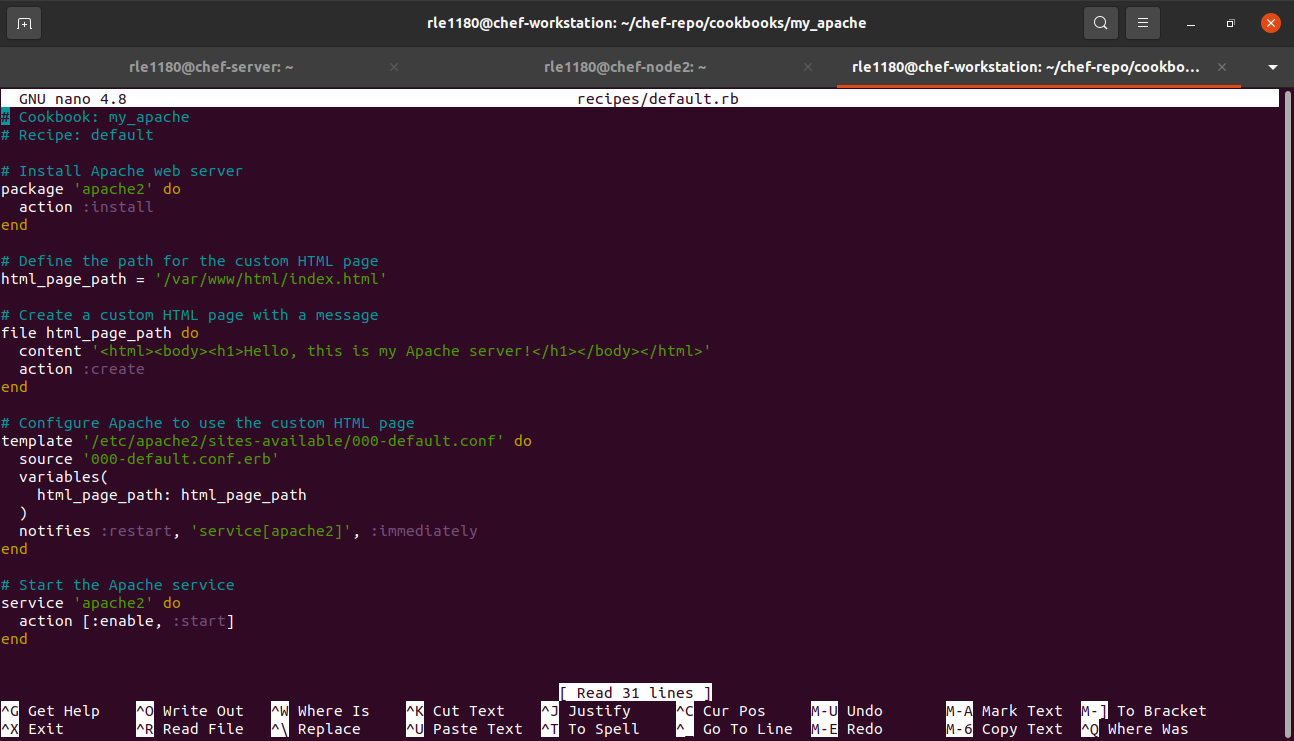 rle1180@chef-workstation: ~/chef-repo/cookbooks/my_apache
rle1180@chef-server: ~
rle1180@chef-node2: ~
rle1180@chef-workstation: ~/chef-repo/cookbo...
GNU nano 4.8 recipes/default.rb
# Cookbook: my_apache
# Recipe: default

# Install Apache web server
package 'apache2' do
  action :install
end

# Define the path for the custom HTML page
html_page_path = '/var/www/html/index.html'

# Create a custom HTML page with a message
file html_page_path do
  content '<html><body><h1>Hello, this is my Apache server!</h1></body></html>'
  action :create
end

# Configure Apache to use the custom HTML page
template '/etc/apache2/sites-available/000-default.conf' do
  source '000-default.conf.erb'
  variables(
    html_page_path: html_page_path
  )
  notifies :restart, 'service[apache2]', :immediately
end

# Start the Apache service
service 'apache2' do
  action [:enable, :start]
end

[ Read 31 lines ]
^G Get Help ^O Write Out ^W Where Is ^K Cut Text ^J Justify ^C Cur Pos M-U Undo M-A Mark Text M-] To Bracket
^X Exit ^R Read File ^\ Replace ^U Paste Text ^T To Spell ^_ Go To Line M-E Redo M-6 Copy Text ^Q Where Was